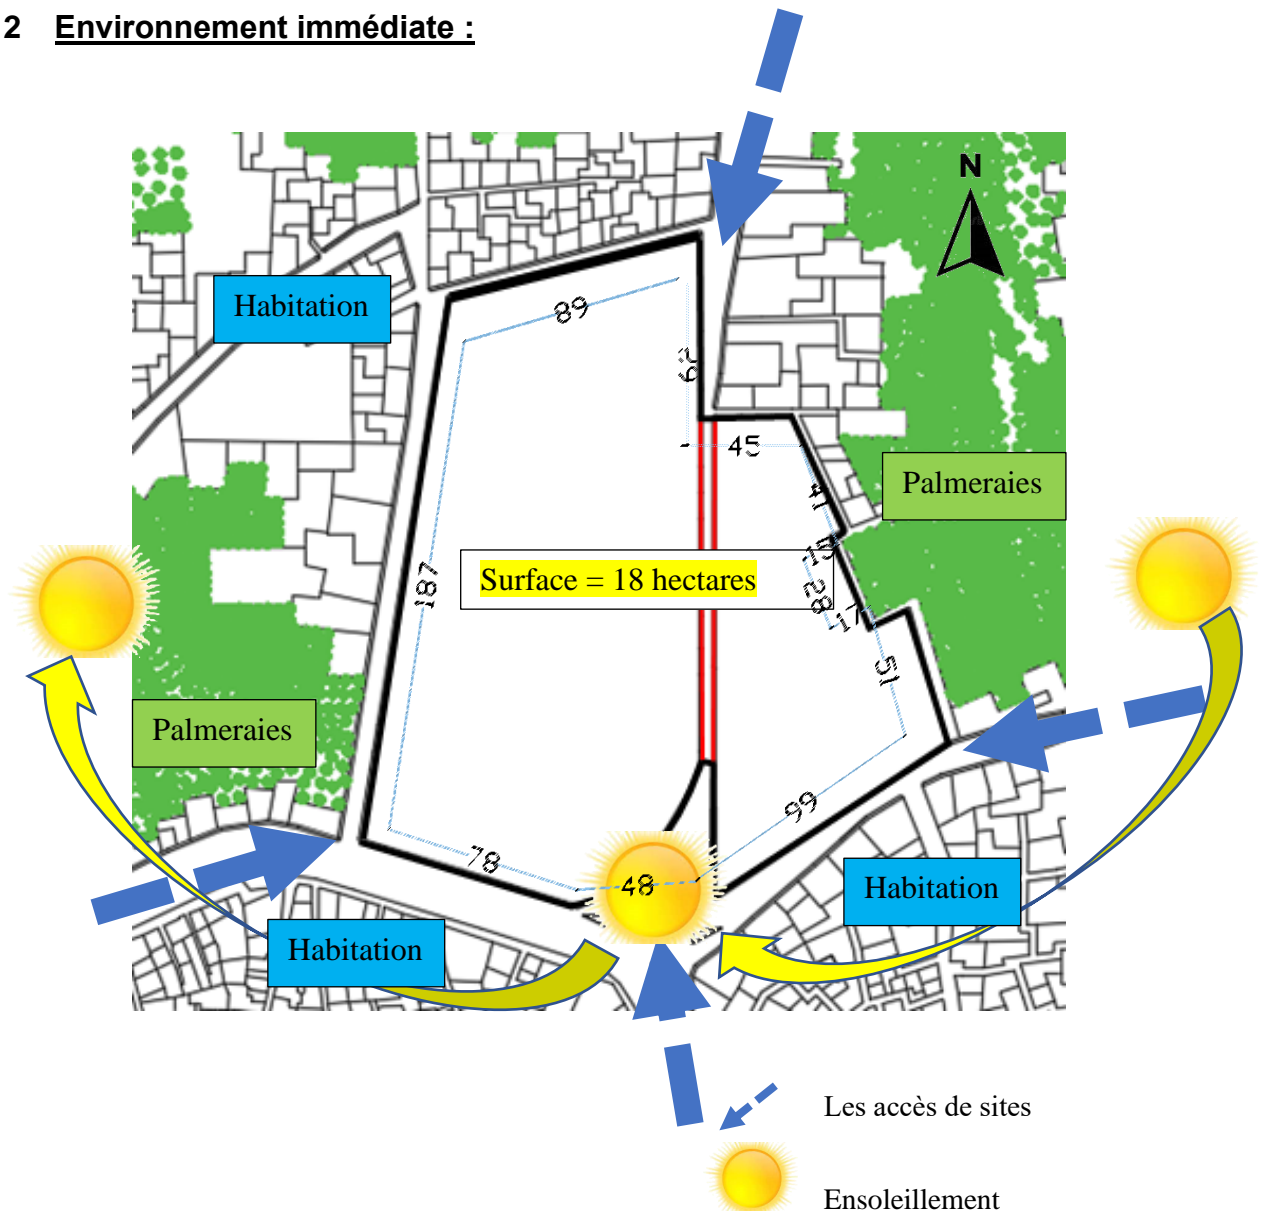 2 Environnement immédiate :
N
Habitation
89
62
45
Palmeraies
41
15
Surface = 18 hectares
187
28
17
51
Palmeraies
99
78
48
Habitation
Habitation
Les accès de sites
Ensoleillement